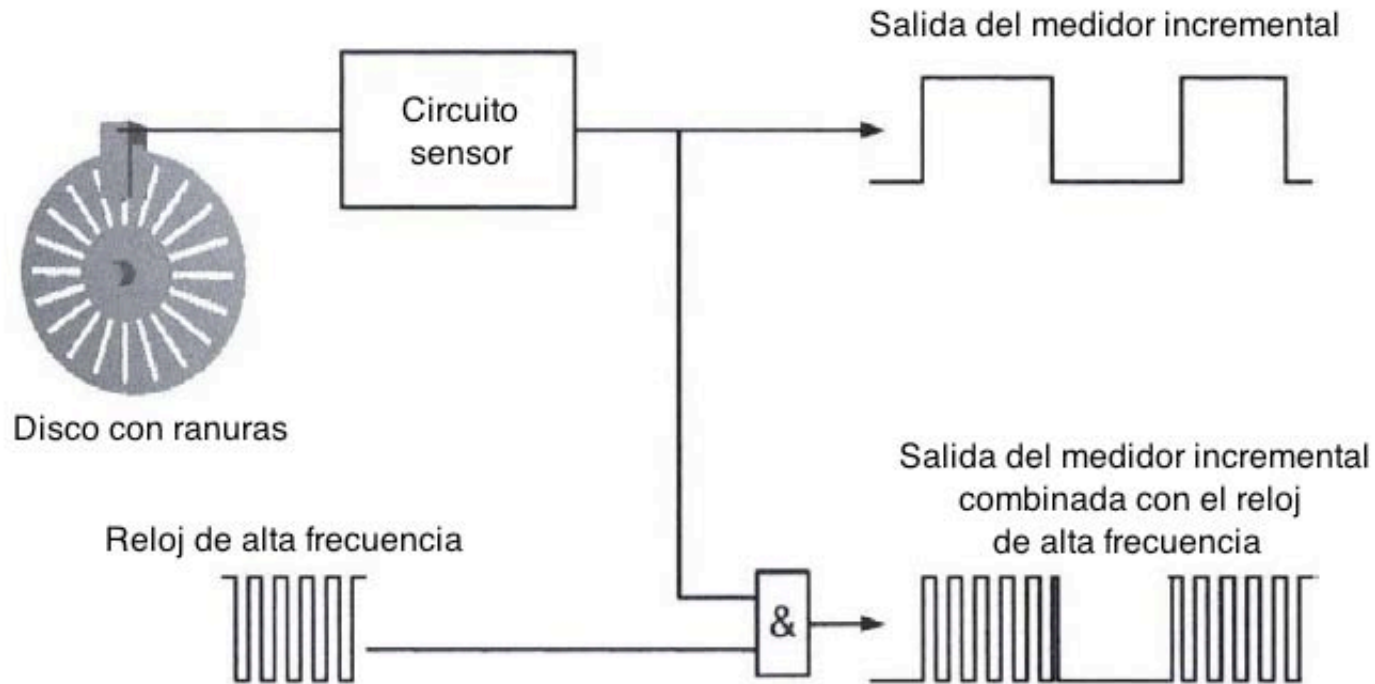 Salida del medidor incremental
Circuito
sensor
Disco con ranuras
Salida del medidor incremental
combinada con el reloj
de alta frecuencia
Reloj de alta frecuencia
&